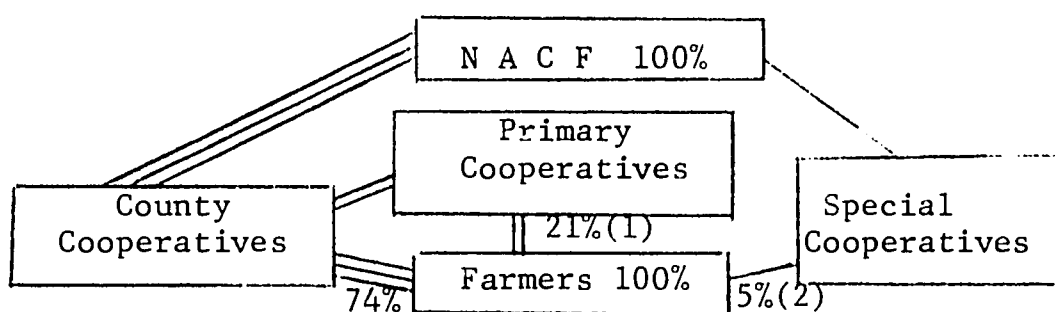 N A C F 100%
Primary
Cooperatives
County
Cooperatives
Special
Cooperatives
21%(1)
Farmers 100%
74%
5%(2)